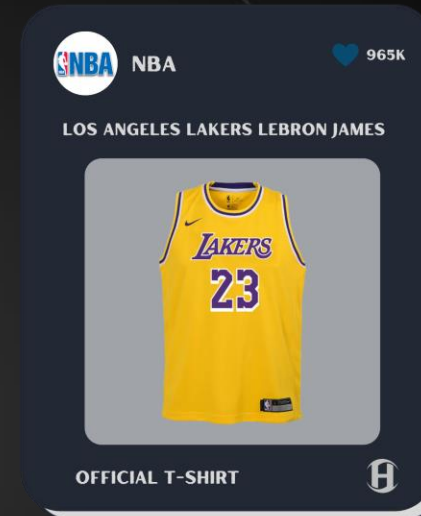 NBA
NBA
965K
LOS ANGELES LAKERS LEBRON JAMES
LAKERS
23
OFFICIAL T-SHIRT
H